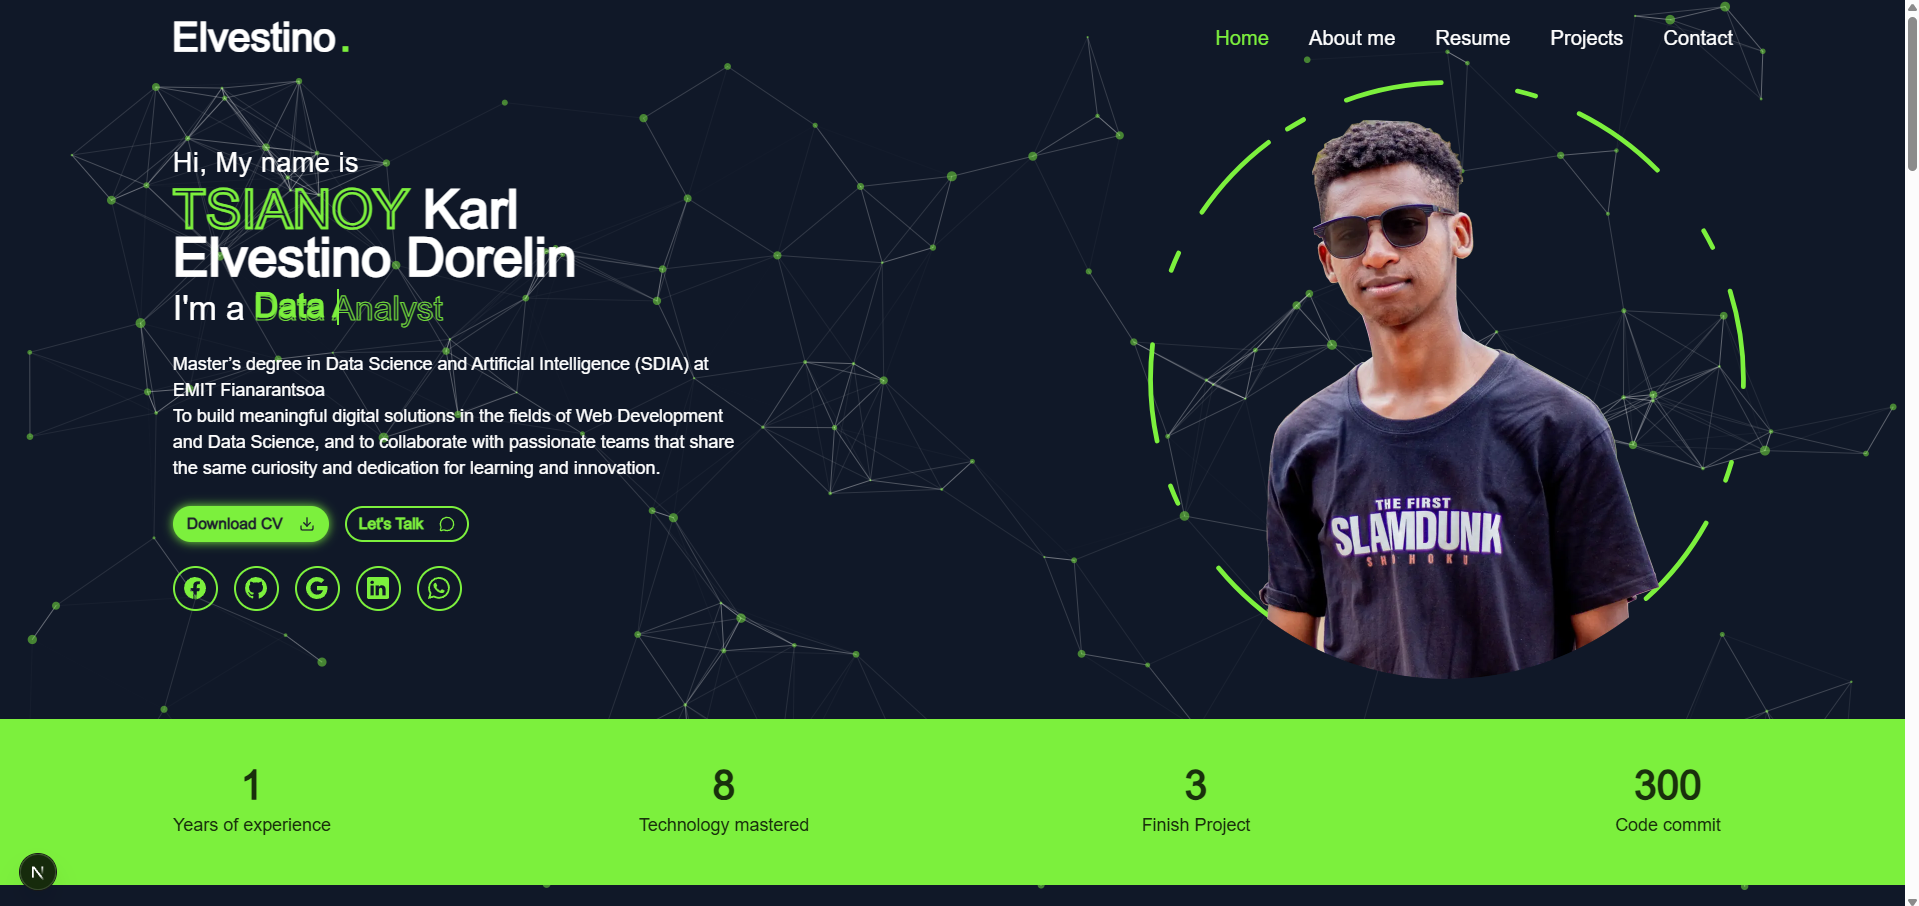 Elvestino.
Home About me Resume Projects Contact
Hi, My name is
TSIANOY Karl
Elvestino Dorelin
I'm a Data Analyst
Master’s degree in Data Science and Artificial Intelligence (SDIA) at
EMIT Fianarantsoa
To build meaningful digital solutions in the fields of Web Development
and Data Science, and to collaborate with passionate teams that share
the same curiosity and dedication for learning and innovation.
Download CV Let's Talk
THE FIRST
SLAMDUNK
1
Years of experience
8
Technology mastered
3
Finish Project
300
Code commit
N